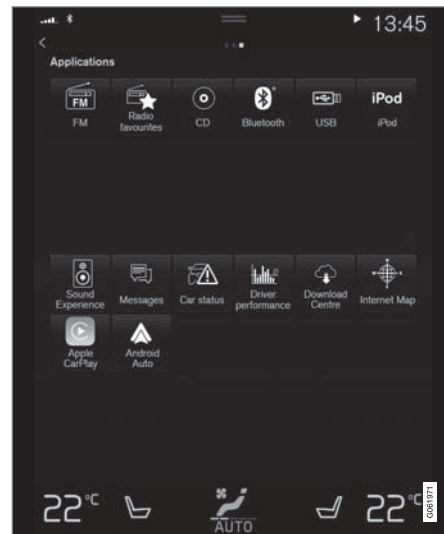 13:45
Applications
FM
FM
Radio
favourites
CD
Bluetooth
USB
iPod
iPod
Sound
Experience
Messages
Car status
Driver
performance
Download
Centre
Internet Map
Apple
CarPlay
Android
Auto
22°C
AUTO
22°C
G061971